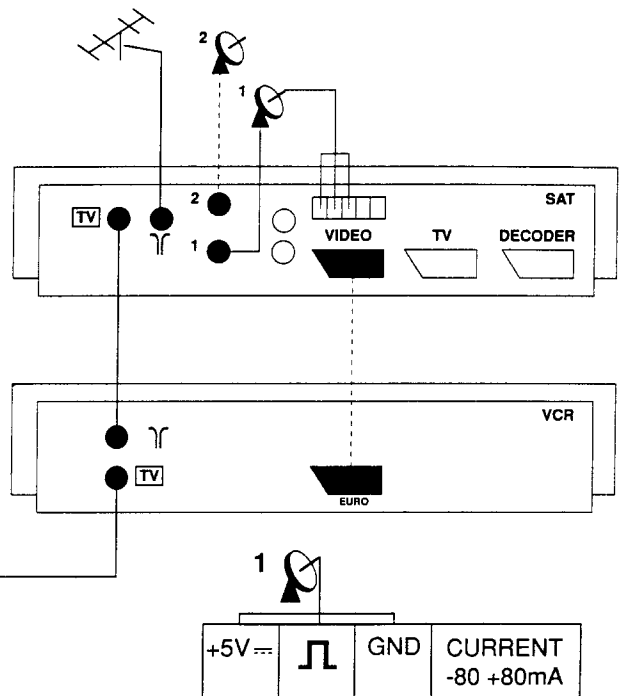 2
1
SAT
TV
2
VIDEO TV DECODER
1
VCR
TV
EURO
1
+5V GND CURRENT
-80 +80mA